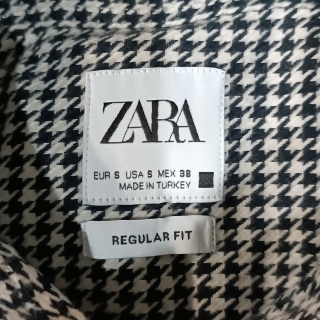 ZARA
EUR S USA S MEX 38
MADE IN TURKEY
REGULAR FIT